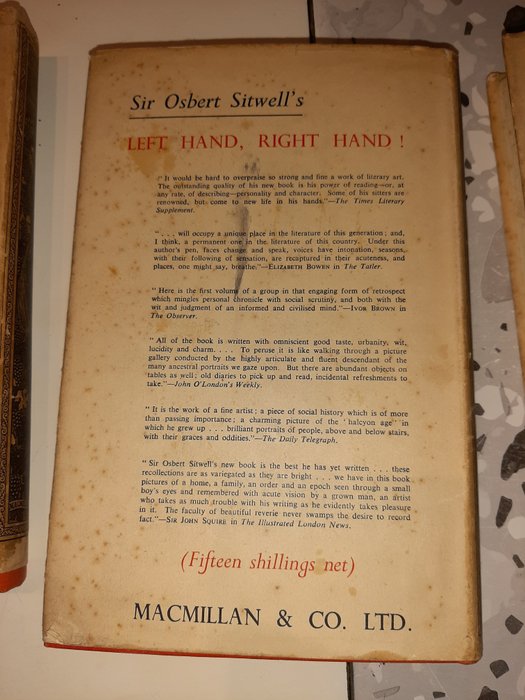 Sir Osbert Sitwell's
LEFT HAND, RIGHT HAND !
" It would be hard to overpraise so strong and fine a work of literary art.
The outstanding quality of his new book is his power of reading—or, at
any rate, of describing—personality and character. Some of his sitters are
renowned, but come to new life in his hands."—The Times Literary
Supplement.
" . . . will occupy a unique place in the literature of this generation ; and,
I think, a permanent one in the literature of this country. Under this
author's pen, faces change and speak, voices have intonation, seasons,
with their following of sensation, are recaptured in their acuteness, and
places, one might say, breathe."—ELIZABETH BOWEN in The Tatler.
" Here is the first volume of a group in that engaging form of retrospect
which mingles personal chronicle with social scrutiny, and both with the
wit and judgment of an informed and civilised mind."—IVOR BROWN in
The Observer.
" All of the book is written with omniscient good taste, urbanity, wit,
lucidity and charm. . . . To peruse it is like walking through a picture
gallery conducted by the highly articulate and fluent descendant of the
many ancestral portraits we gaze upon. But there are abundant objects on
tables as well ; old diaries to pick up and read, incidental refreshments to
take."—John O'London's Weekly.
" It is the work of a fine artist ; a piece of social history which is of more
than passing importance ; a charming picture of the ' halcyon age ' in
which he grew up . . . brilliant portraits of people, above and below stairs,
with their graces and oddities."—The Daily Telegraph.
" Sir Osbert Sitwell's new book is the best he has yet written . . . these
recollections are as variegated as they are bright . . . we have in this book
pictures of a home, a family, an order and an epoch seen through a small
boy's eyes and remembered with acute vision by a grown man, an artist
who takes as much trouble with his writing as he evidently takes pleasure
in it. The faculty of beautiful reverie never swamps the desire to record
fact."—SIR JOHN SQUIRE in The Illustrated London News.
(Fifteen shillings net)
MACMILLAN & CO. LTD.